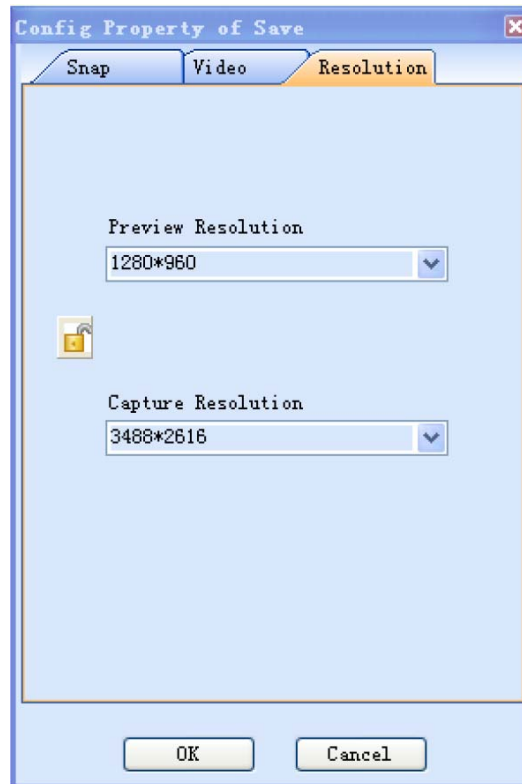 Config Property of Save
Snap Video Resolution
Preview Resolution
1280*960
Capture Resolution
3488*2616
OK Cancel